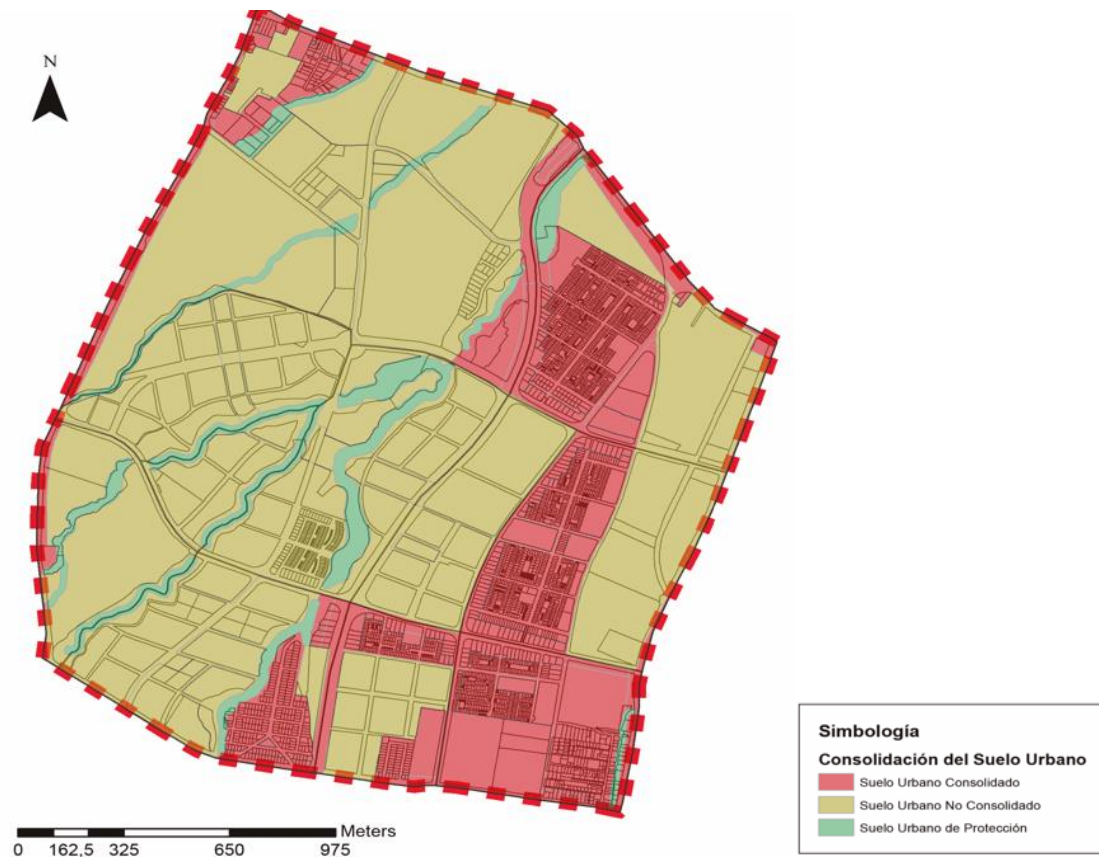 N
Meters
0 162,5 325 650 975
Simbología
Consolidación del Suelo Urbano
Suelo Urbano Consolidado
Suelo Urbano No Consolidado
Suelo Urbano de Protección